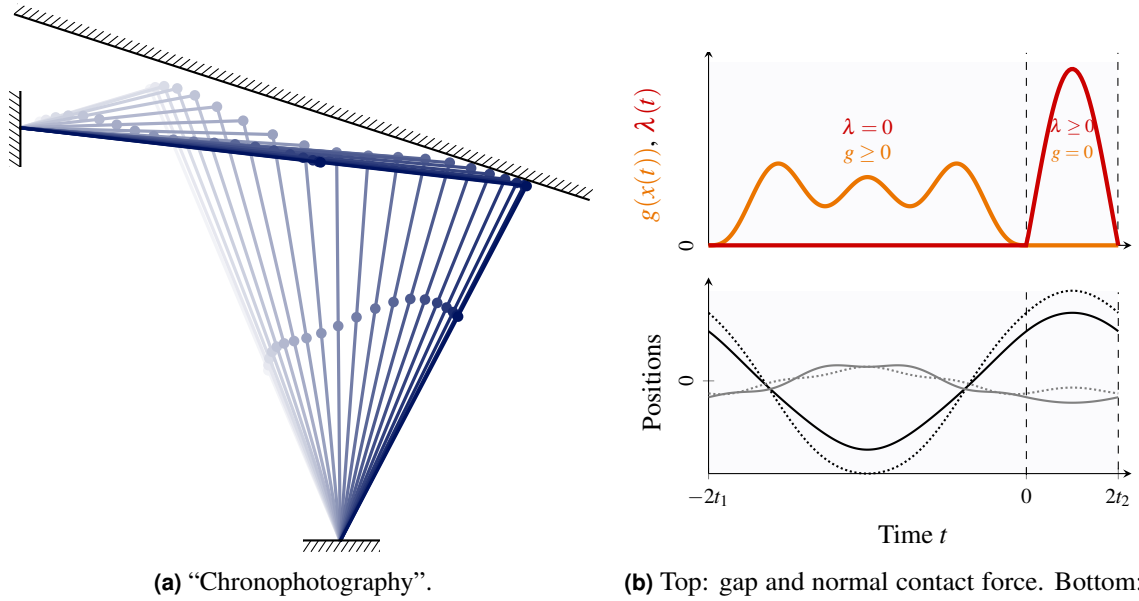 g(x(t)), λ(t)
λ = 0
g ≥ 0
λ ≥ 0
g = 0
0
Positions
0
−2t₁
0
2t₂
Time t
(a) “Chronophotography”.
(b) Top: gap and normal contact force. Bottom: